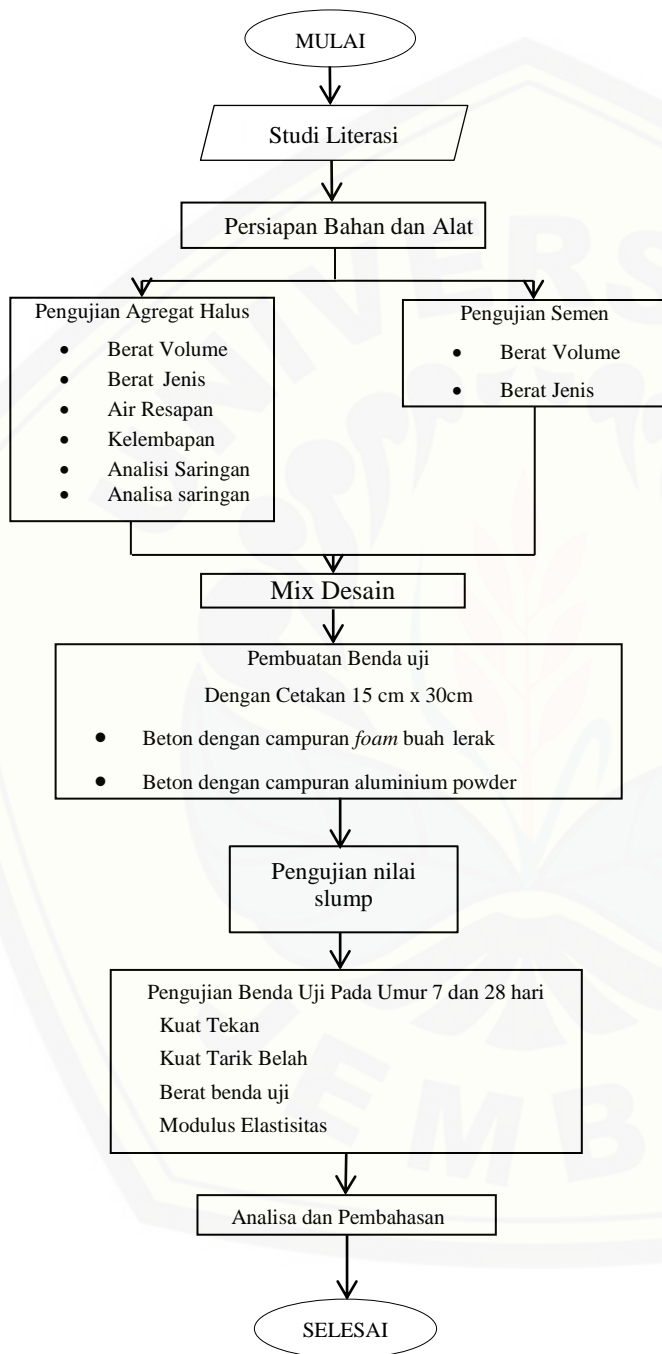 MULAI
Studi Literasi
Persiapan Bahan dan Alat
Pengujian Agregat Halus
• Berat Volume
• Berat Jenis
• Air Resapan
• Kelembapan
• Analisi Saringan
• Analisa saringan
Pengujian Semen
• Berat Volume
• Berat Jenis
Mix Desain
Pembuatan Benda uji
Dengan Cetakan 15 cm x 30cm
• Beton dengan campuran foam buah lerak
• Beton dengan campuran aluminium powder
Pengujian nilai
slump
Pengujian Benda Uji Pada Umur 7 dan 28 hari
Kuat Tekan
Kuat Tarik Belah
Berat benda uji
Modulus Elastisitas
Analisa dan Pembahasan
SELESAI
UNIVERS
JEMB